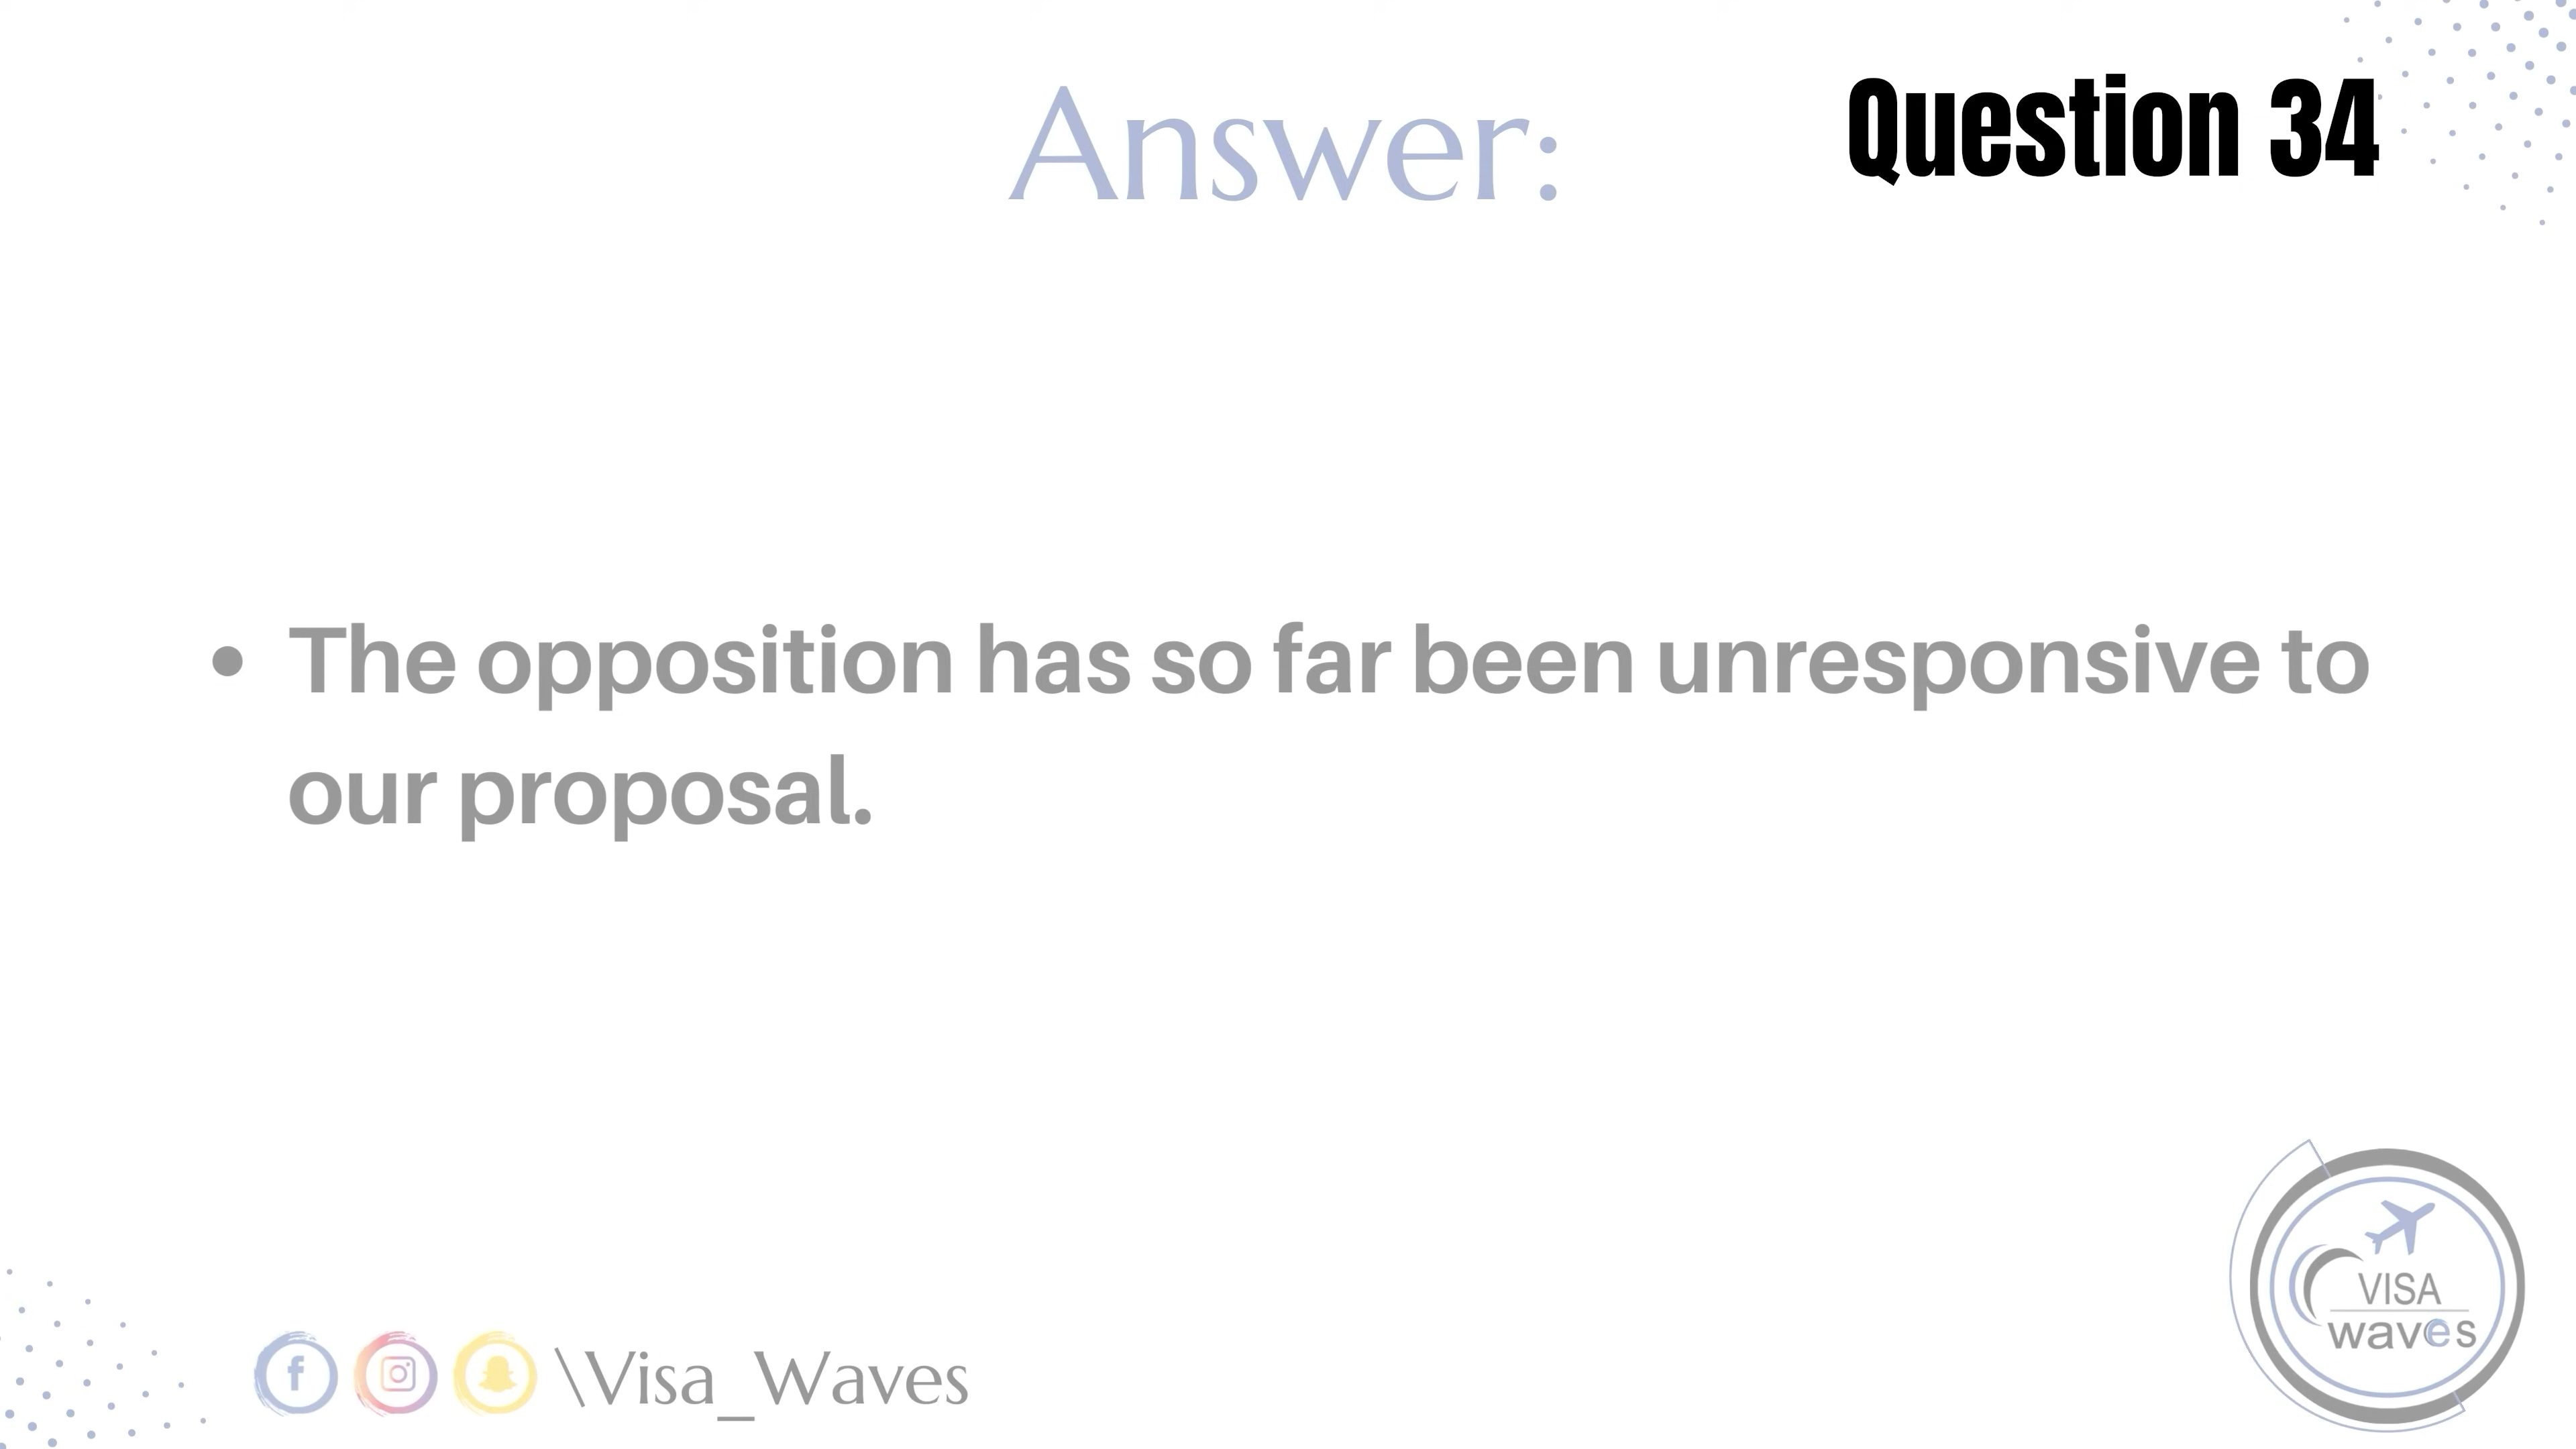 Answer:
Question 34
• The opposition has so far been unresponsive to
our proposal.
\Visa_Waves
VISA
waves